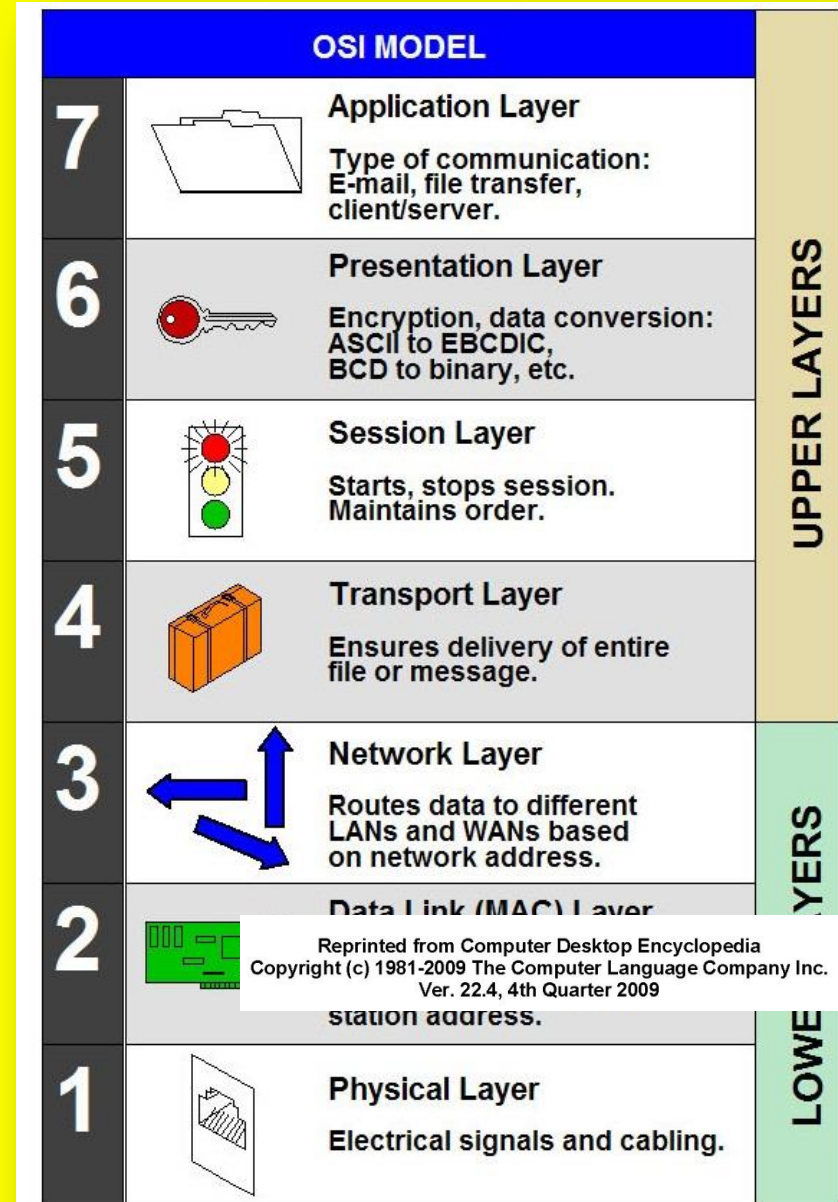 OSI MODEL
7
Application Layer
Type of communication:
E-mail, file transfer,
client/server.
6
Presentation Layer
Encryption, data conversion:
ASCII to EBCDIC,
BCD to binary, etc.
5
Session Layer
Starts, stops session.
Maintains order.
4
Transport Layer
Ensures delivery of entire
file or message.
UPPER LAYERS
3
Network Layer
Routes data to different
LANs and WANs based
on network address.
2
Data Link (MAC) Layer
Reprinted from Computer Desktop Encyclopedia
Copyright (c) 1981-2009 The Computer Language Company Inc.
Ver. 22.4, 4th Quarter 2009
station address.
1
Physical Layer
Electrical signals and cabling.